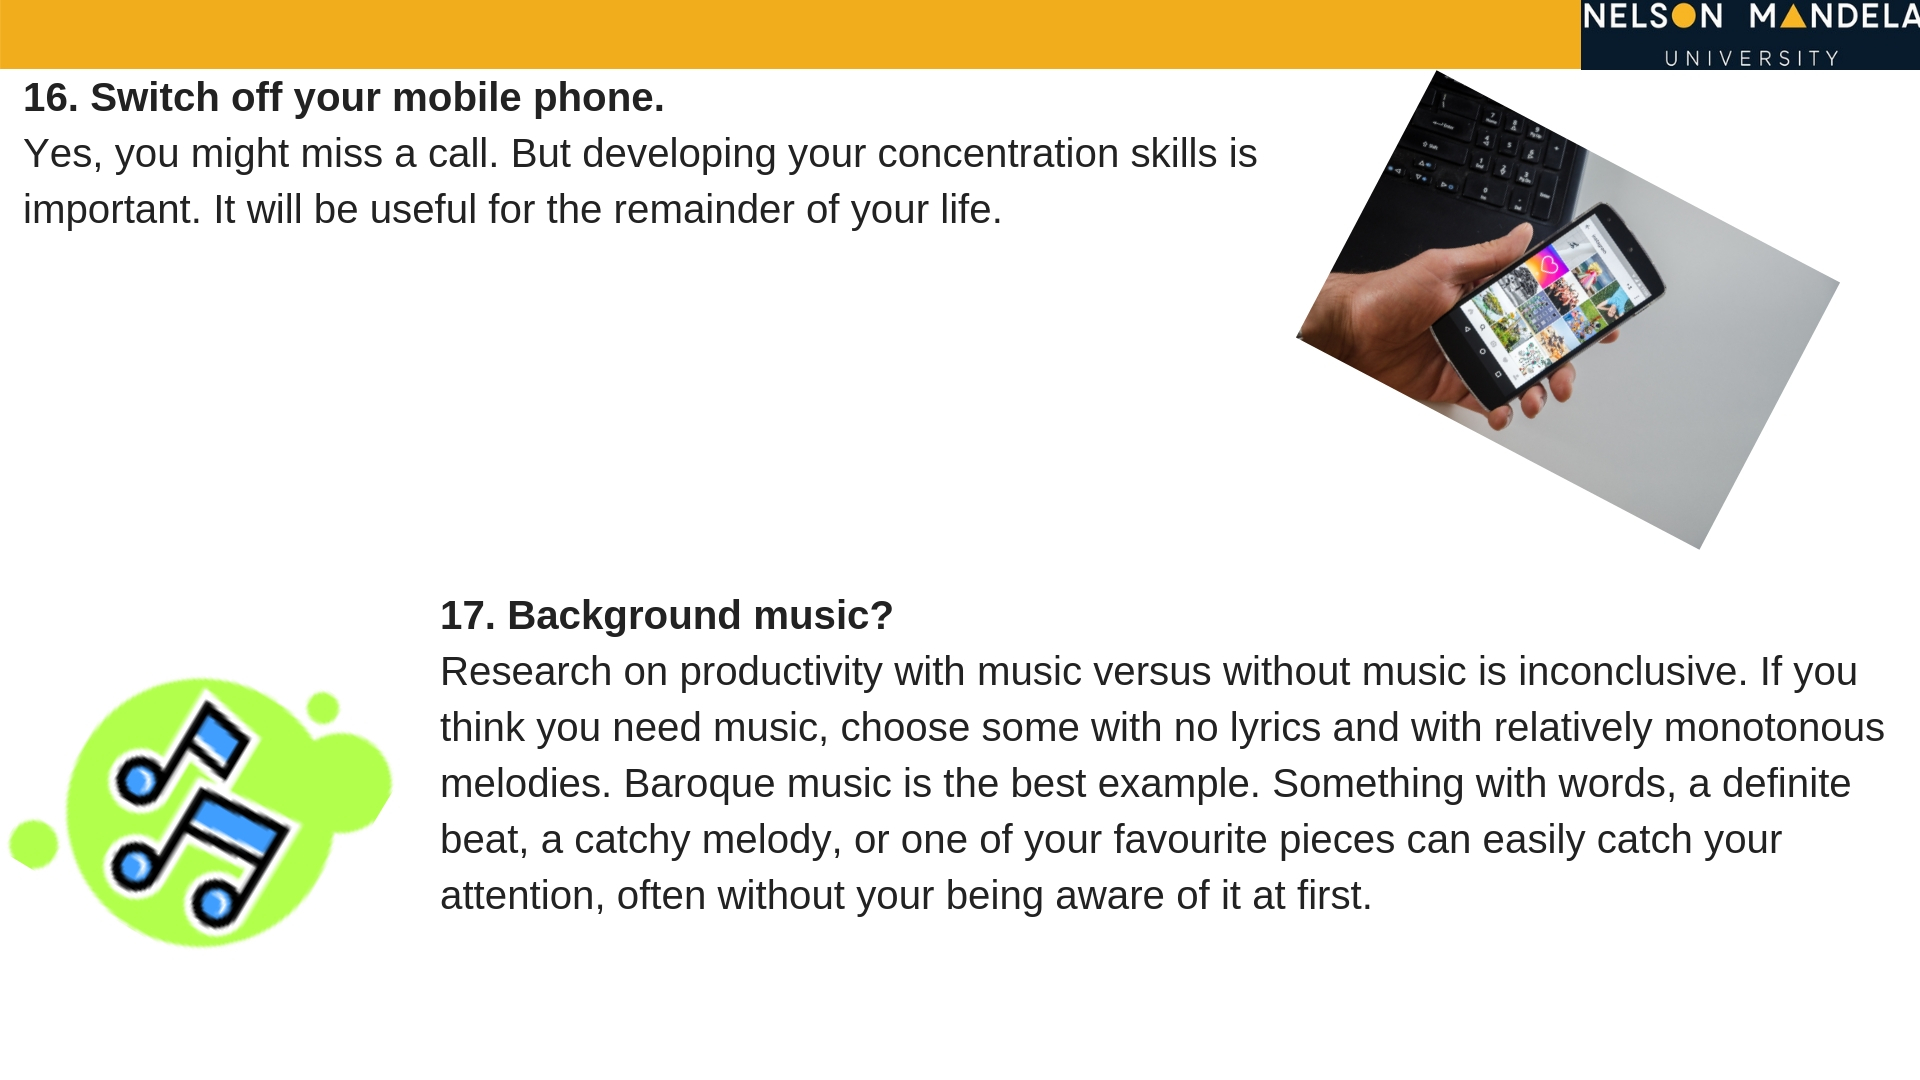 NELSON MANDELA
UNIVERSITY
16. Switch off your mobile phone.
Yes, you might miss a call. But developing your concentration skills is
important. It will be useful for the remainder of your life.
17. Background music?
Research on productivity with music versus without music is inconclusive. If you
think you need music, choose some with no lyrics and with relatively monotonous
melodies. Baroque music is the best example. Something with words, a definite
beat, a catchy melody, or one of your favourite pieces can easily catch your
attention, often without your being aware of it at first.